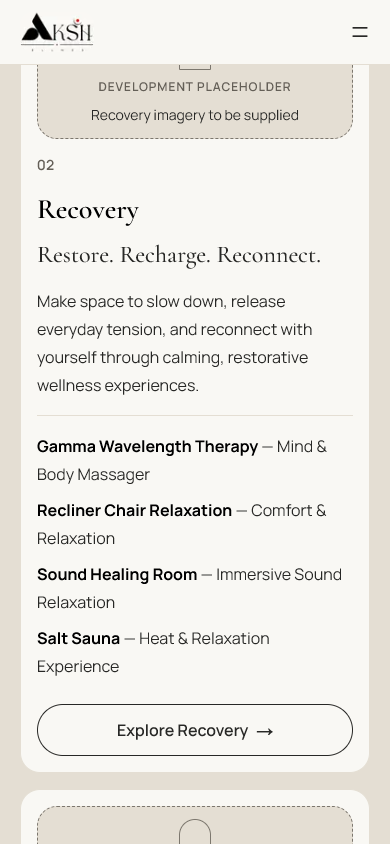 AKSH
DEVELOPMENT PLACEHOLDER
Recovery imagery to be supplied
02
Recovery
Restore. Recharge. Reconnect.
Make space to slow down, release
everyday tension, and reconnect with
yourself through calming, restorative
wellness experiences.
Gamma Wavelength Therapy — Mind &
Body Massager
Recliner Chair Relaxation — Comfort &
Relaxation
Sound Healing Room — Immersive Sound
Relaxation
Salt Sauna — Heat & Relaxation
Experience
Explore Recovery →